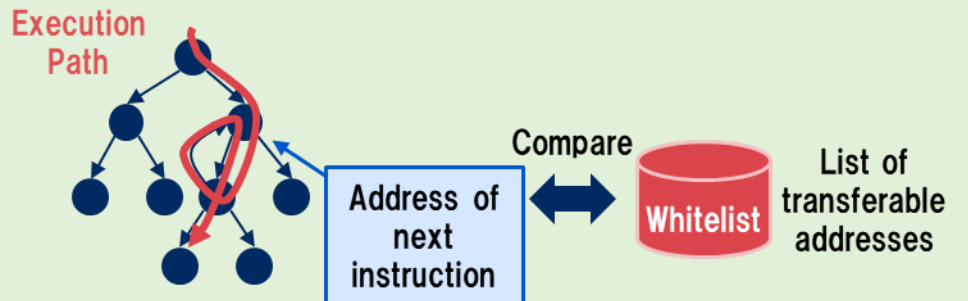 Execution
Path
Compare
Address of
next
instruction
Whitelist
List of
transferable
addresses